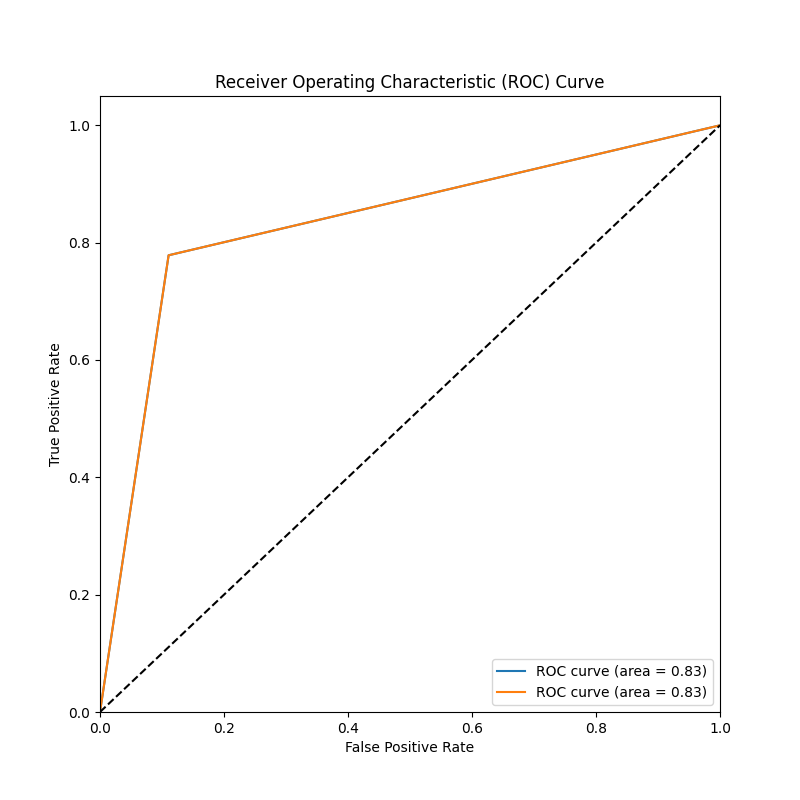 Receiver Operating Characteristic (ROC) Curve
1.0
0.8
0.6
0.4
0.2
0.0
True Positive Rate
ROC curve (area = 0.83)
ROC curve (area = 0.83)
0.0 0.2 0.4 0.6 0.8 1.0
False Positive Rate